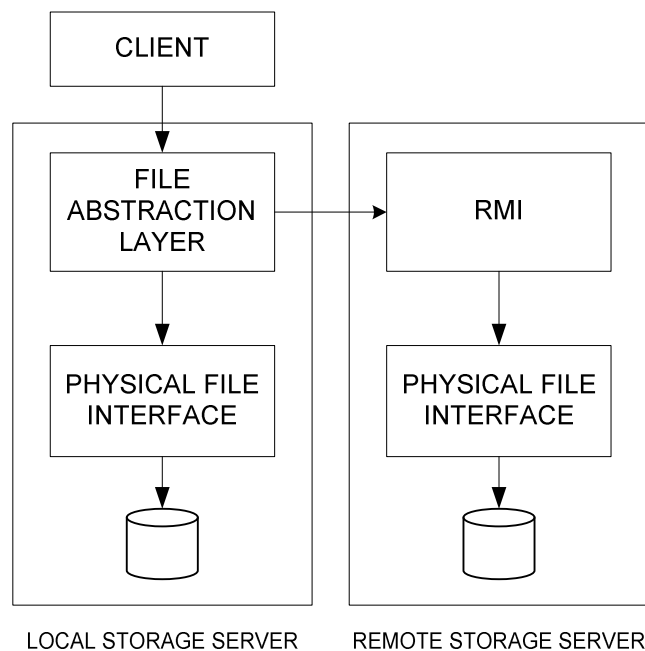 CLIENT
FILE
ABSTRACTION
LAYER
RMI
PHYSICAL FILE
INTERFACE
PHYSICAL FILE
INTERFACE
LOCAL STORAGE SERVER
REMOTE STORAGE SERVER